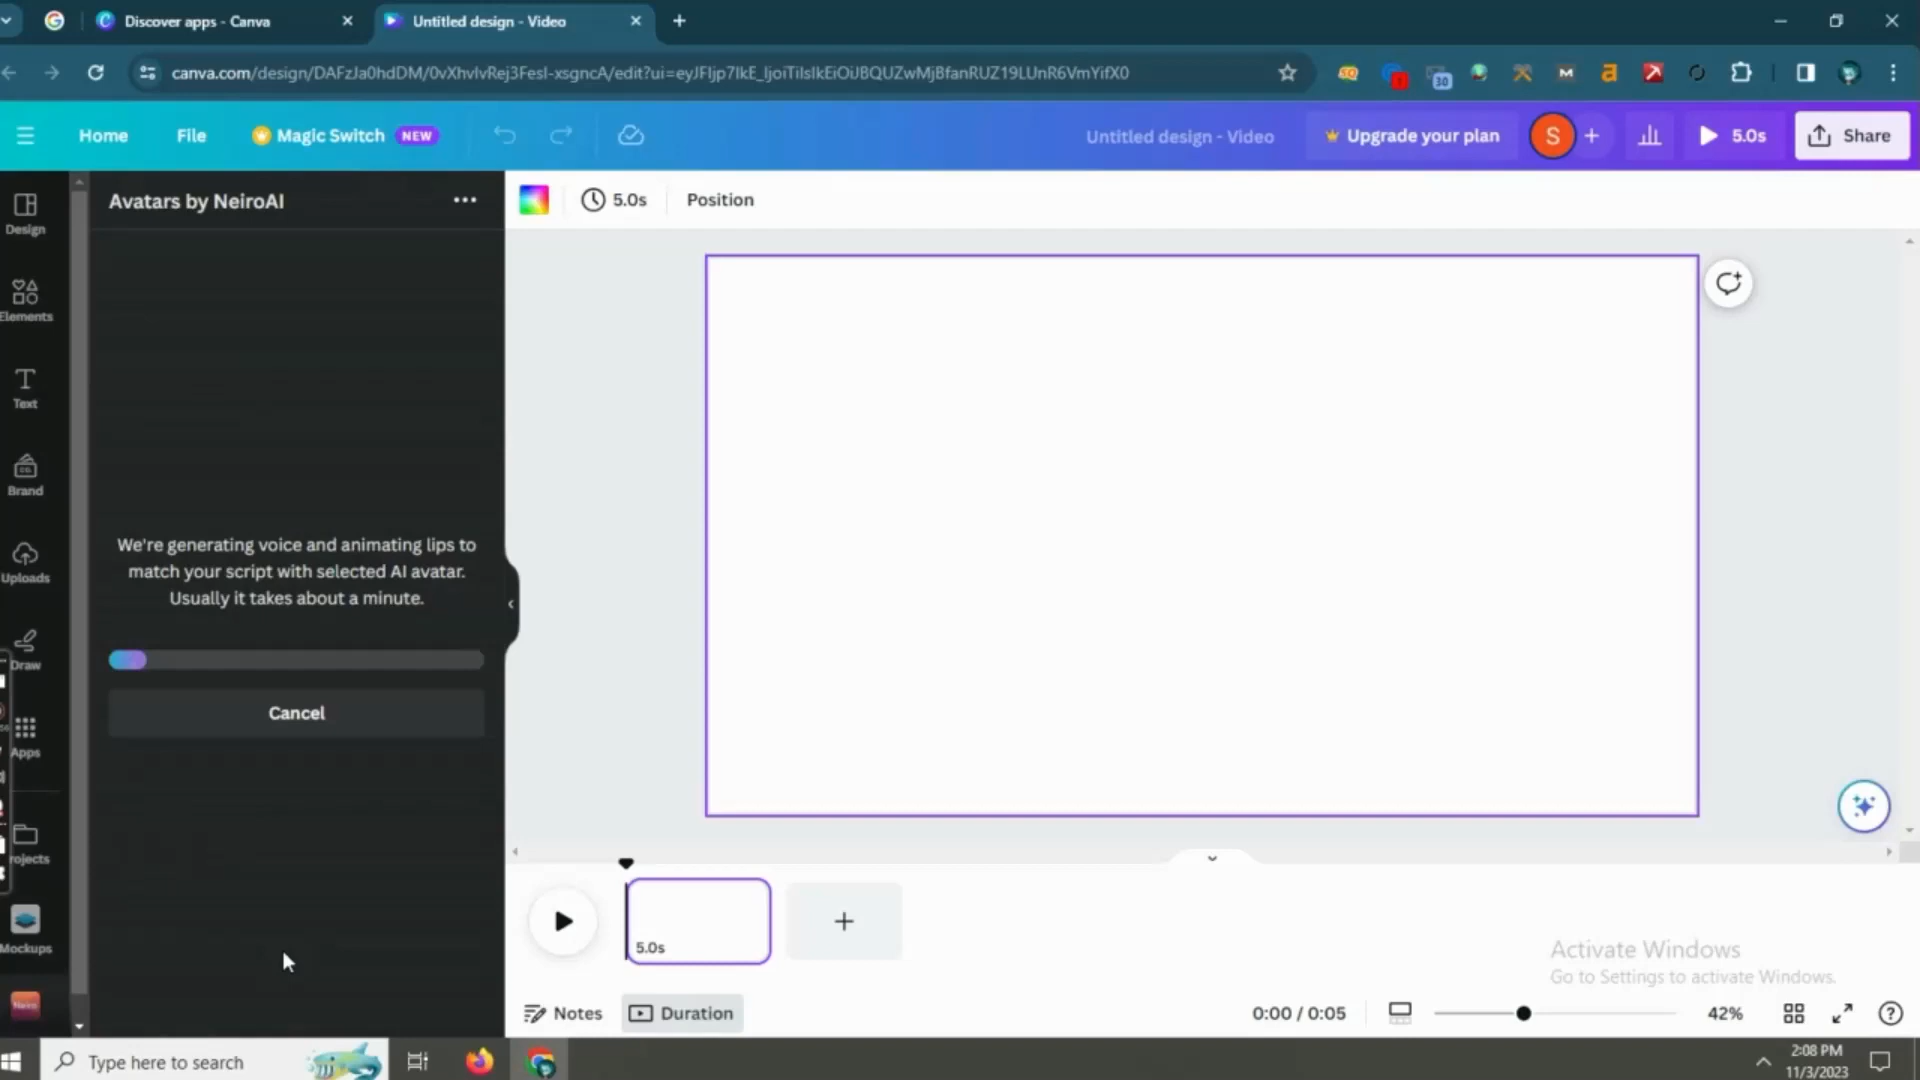 Discover apps - Canva
Untitled design - Video
canva.com/design/DAFzJa0hdDM/0vXhvlvRej3FesI-xsgncA/edit?ui=eyJFIjp7IkE_IjoiTiIsIkEiOiJBQUZwMjBfanRUZ19LUnR6VmYifX0
Home
File
Magic Switch
NEW
Untitled design - Video
Upgrade your plan
S
5.0s
Share
Avatars by NeiroAI
5.0s
Position
Design
Elements
Text
Brand
Uploads
Draw
Apps
rojects
Mockups
Neiro
We're generating voice and animating lips to
match your script with selected AI avatar.
Usually it takes about a minute.
Cancel
5.0s
Activate Windows
Go to Settings to activate Windows.
Notes
Duration
0:00 / 0:05
42%
Type here to search
2:08 PM
11/3/2023